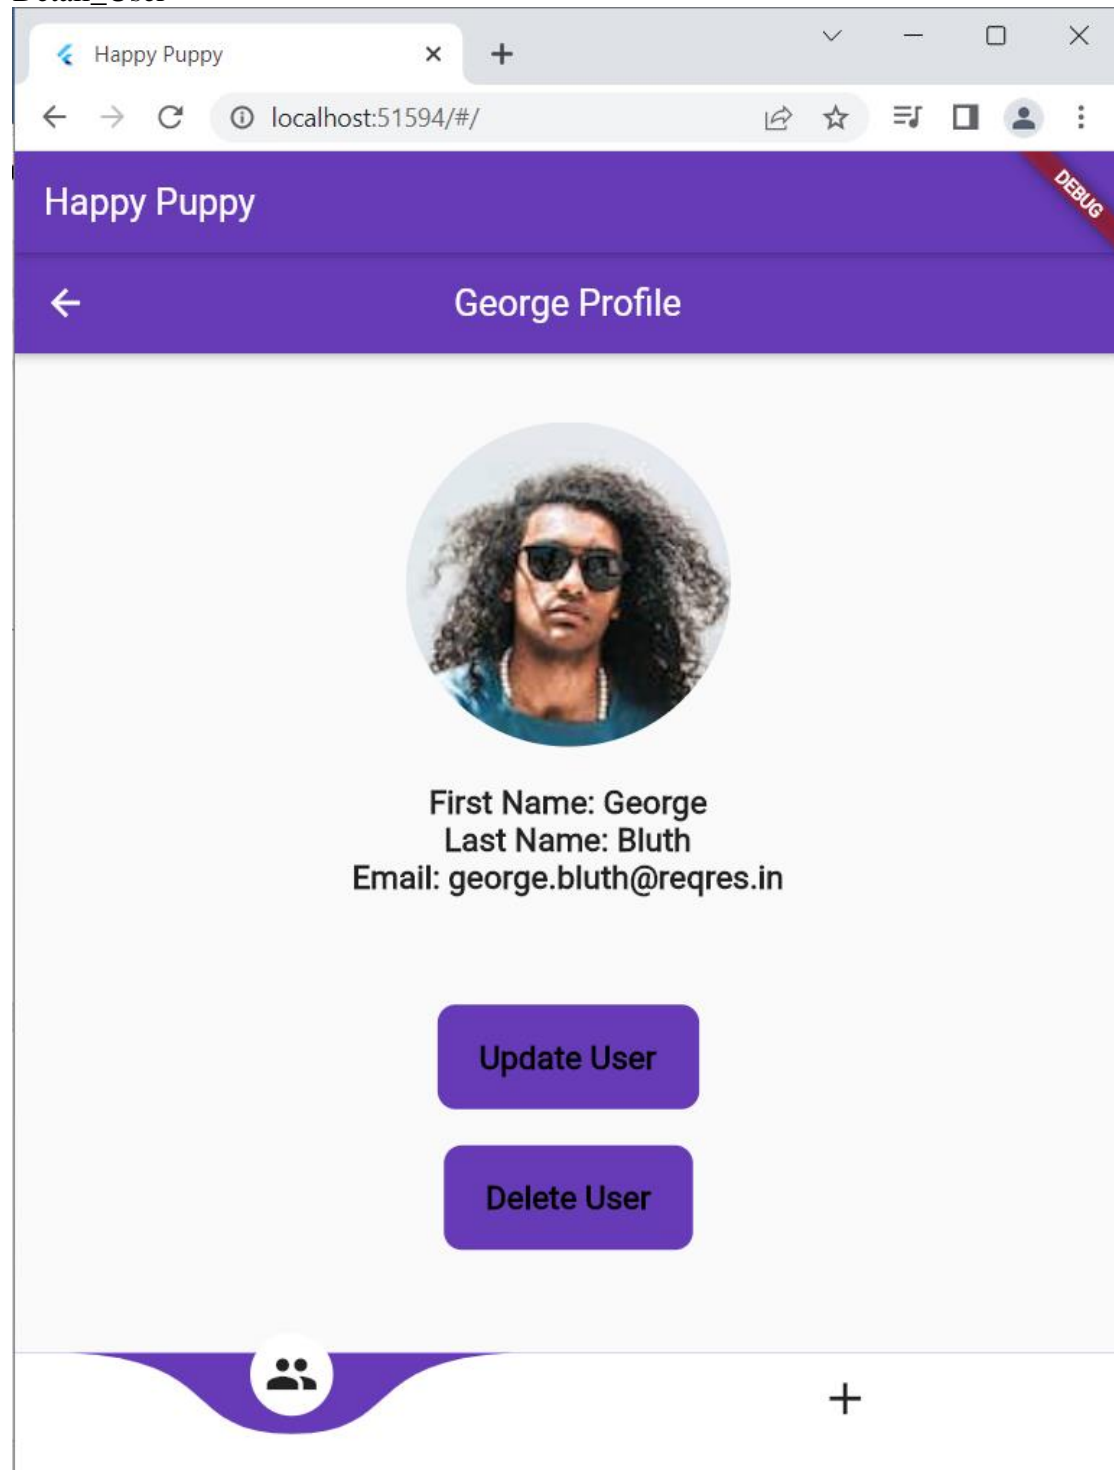 Detail_User
Happy Puppy
localhost:51594/#/
Happy Puppy
DEBUG
George Profile
First Name: George
Last Name: Bluth
Email: george.bluth@reqres.in
Update User
Delete User